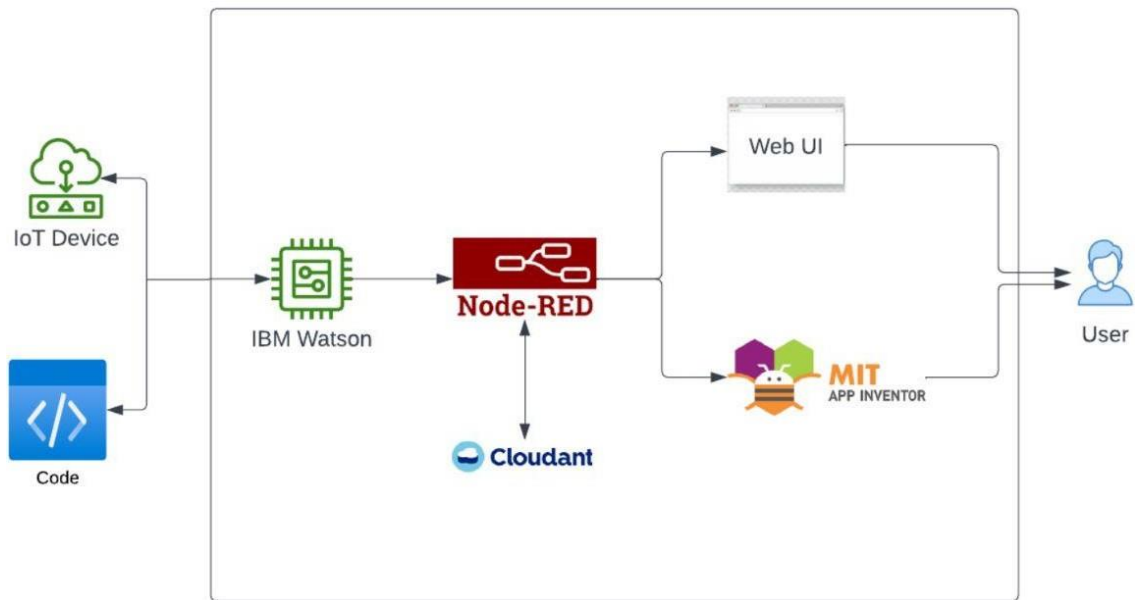 Web UI
IoT Device
IBM Watson
Node-RED
User
MIT
APP INVENTOR
Cloudant
Code